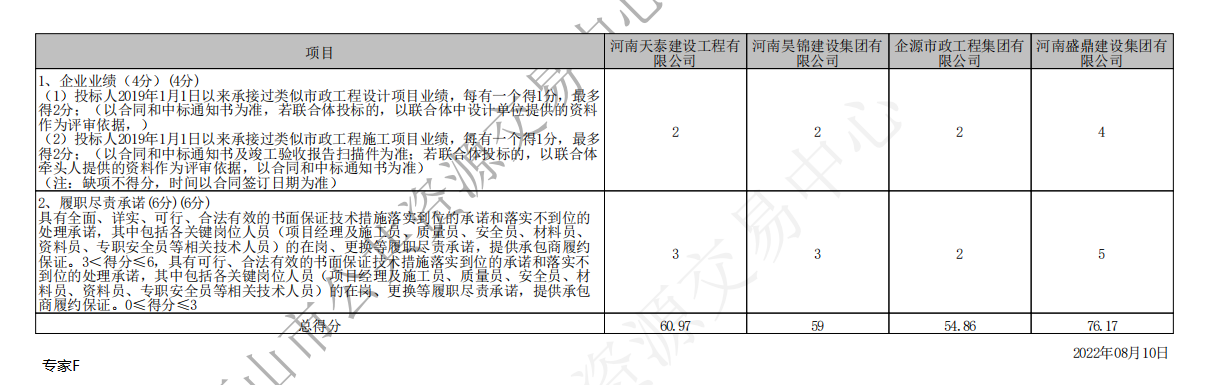 项目
河南天泰建设工程有
限公司
河南昊锦建设集团有
限公司
企源市政工程集团有
限公司
河南盛鼎建设集团有
限公司
1、企业业绩（4分）(4分)
（1）投标人2019年1月1日以来承接过类似市政工程设计项目业绩，每有一个得1分，最多
得2分；（以合同和中标通知书为准，若联合体投标的，以联合体中设计单位提供的资料
作为评审依据，）
（2）投标人2019年1月1日以来承接过类似市政工程施工项目业绩，每有一个得1分，最多
得2分；（以合同和中标通知书及竣工验收报告扫描件为准；若联合体投标的，以联合体
牵头人提供的资料作为评审依据，以合同和中标通知书为准）
（注：缺项不得分，时间以合同签订日期为准）
2
2
2
4
2、履职尽责承诺(6分)(6分)
具有全面、详实、可行、合法有效的书面保证技术措施落实到位的承诺和落实不到位的
处理承诺，其中包括各关键岗位人员（项目经理及施工员、质量员、安全员、材料员、
资料员、专职安全员等相关技术人员）的在岗、更换等履职尽责承诺，提供承包商履约
保证。3＜得分≤6，具有可行、合法有效的书面保证技术措施落实到位的承诺和落实不
到位的处理承诺，其中包括各关键岗位人员（项目经理及施工员、质量员、安全员、材
料员、资料员、专职安全员等相关技术人员）的在岗、更换等履职尽责承诺，提供承包
商履约保证。0≤得分≤3
3
3
2
5
总得分
60.97
59
54.86
76.17
2022年08月10日
专家F
山市公共资源交易中心
资源交易中心